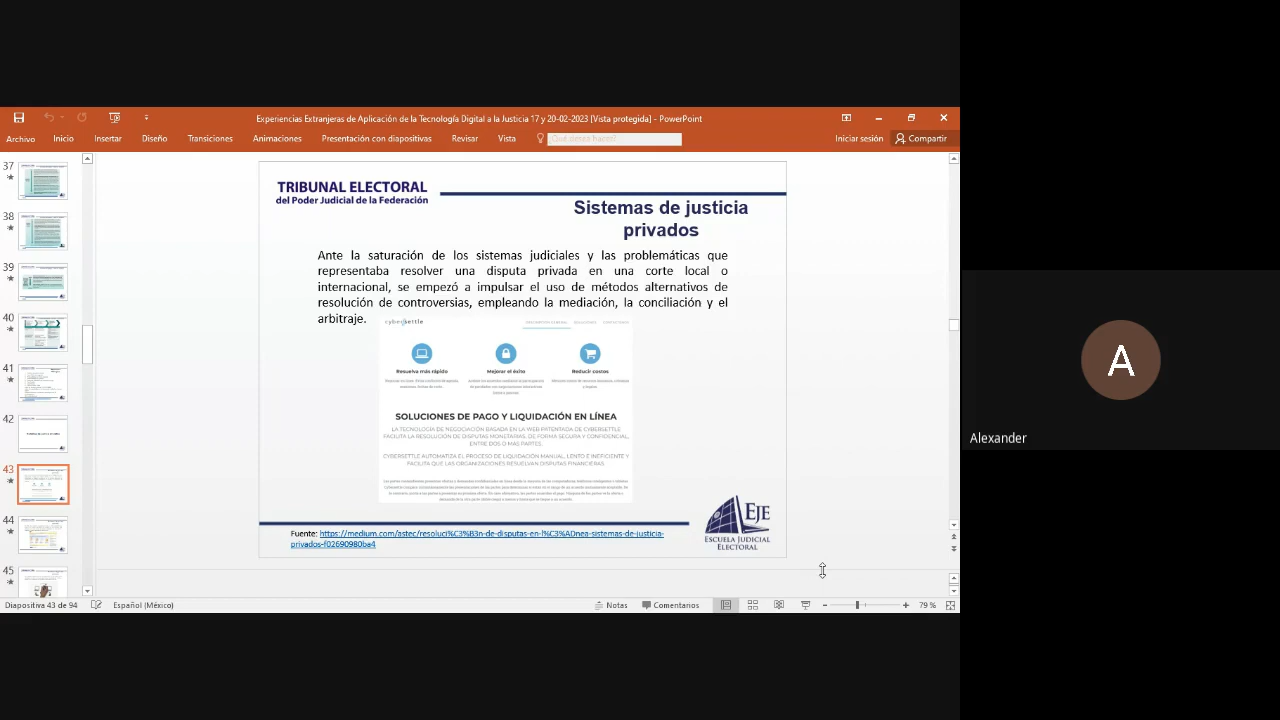 Experiencias Extranjeras de Aplicación de la Tecnología Digital a la Justicia 17 y 20-02-2023 [Vista protegida] - PowerPoint
Archivo Inicio Insertar Diseño Transiciones Animaciones Presentación con diapositivas Revisar Vista ¿Qué desea hacer? Iniciar sesión Compartir
37
38
39
40
41
42
43
44
45
TRIBUNAL ELECTORAL
del Poder Judicial de la Federación
Sistemas de justicia
privados
Ante la saturación de los sistemas judiciales y las problemáticas que
representaba resolver una disputa privada en una corte local o
internacional, se empezó a impulsar el uso de métodos alternativos de
resolución de controversias, empleando la mediación, la conciliación y el
arbitraje.
cybersettle
Resuelva más rápido Mejorar el éxito Reducir costos
SOLUCIONES DE PAGO Y LIQUIDACIÓN EN LÍNEA
LA TECNOLOGÍA DE NEGOCIACIÓN BASADA EN LA WEB PATENTADA DE CYBERSETTLE
FACILITA LA RESOLUCIÓN DE DISPUTAS MONETARIAS, DE FORMA SEGURA Y CONFIDENCIAL,
ENTRE DOS O MÁS PARTES.
CYBERSETTLE AUTOMATIZA EL PROCESO DE LIQUIDACIÓN MANUAL, LENTO E INEFICIENTE Y
FACILITA QUE LAS ORGANIZACIONES RESUELVAN DISPUTAS FINANCIERAS.
Fuente: https://medium.com/astec/resoluci%C3%B3n-de-disputas-en-l%C3%ADnea-sistemas-de-justicia-
privados-f02690980ba4
EJE
ESCUELA JUDICIAL
ELECTORAL
Diapositiva 43 de 94 Español (México) Notas Comentarios 79 %
A
Alexander